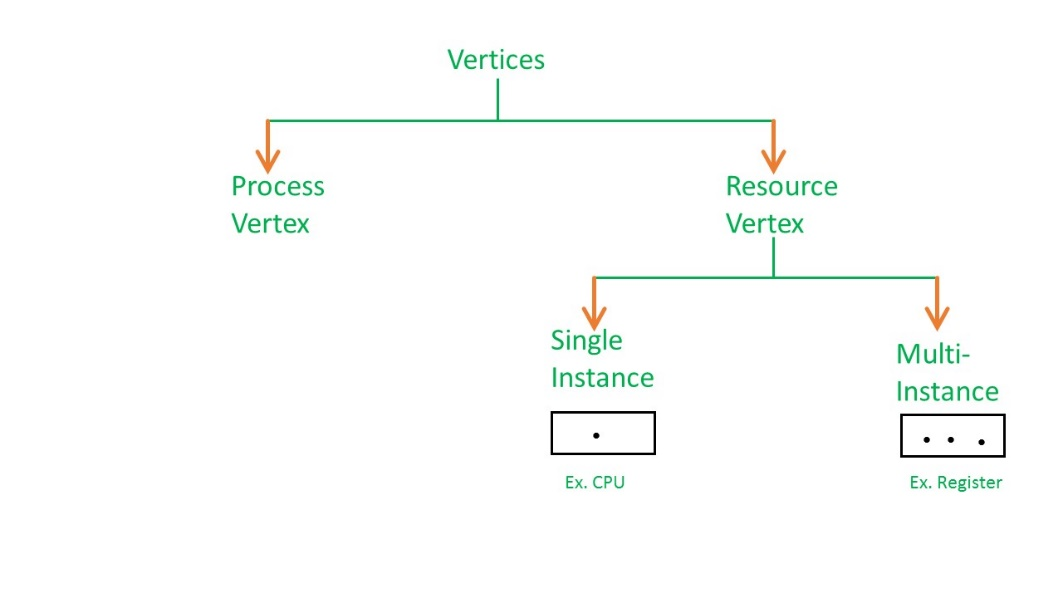 Vertices
Process
Vertex
Resource
Vertex
Single
Instance
Multi-
Instance
Ex. CPU
Ex. Register